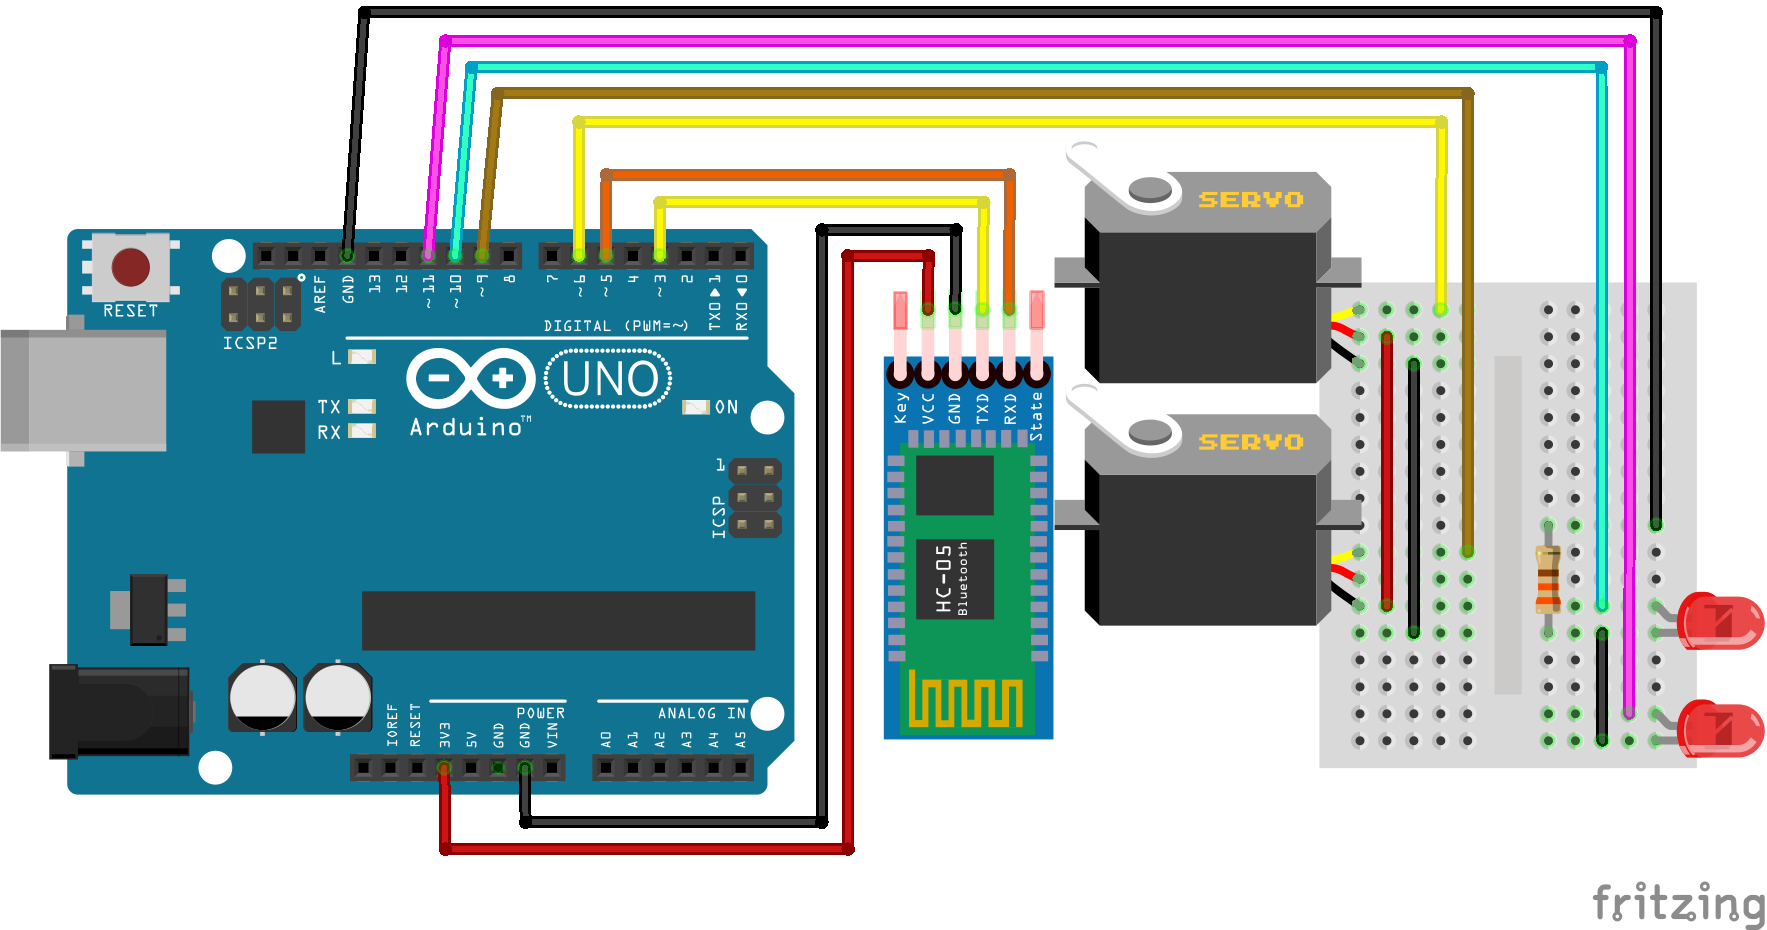 RESET
ICSP2
AREF
GND
13
12
~11
~10
~9
8
7
~6
~5
4
~3
2
TX0▶1
RX0◀0
DIGITAL (PWM=~)
L
TX
RX
UNO
ON
Arduino™
1
ICSP
IOREF
RESET
3V3
5V
GND
GND
VIN
POWER
ANALOG IN
A0
A1
A2
A3
A4
A5
Key
VCC
GND
TXD
RXD
State
HC-05
Bluetooth
SERVO
SERVO
fritzing